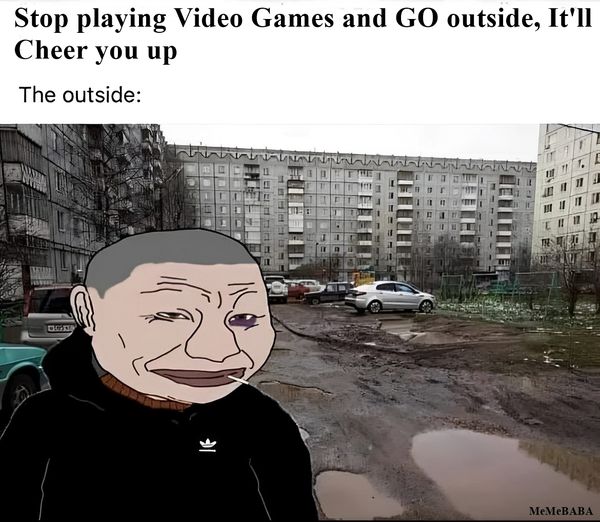 Stop playing Video Games and GO outside, It'll
Cheer you up
The outside:
MeMeBABA